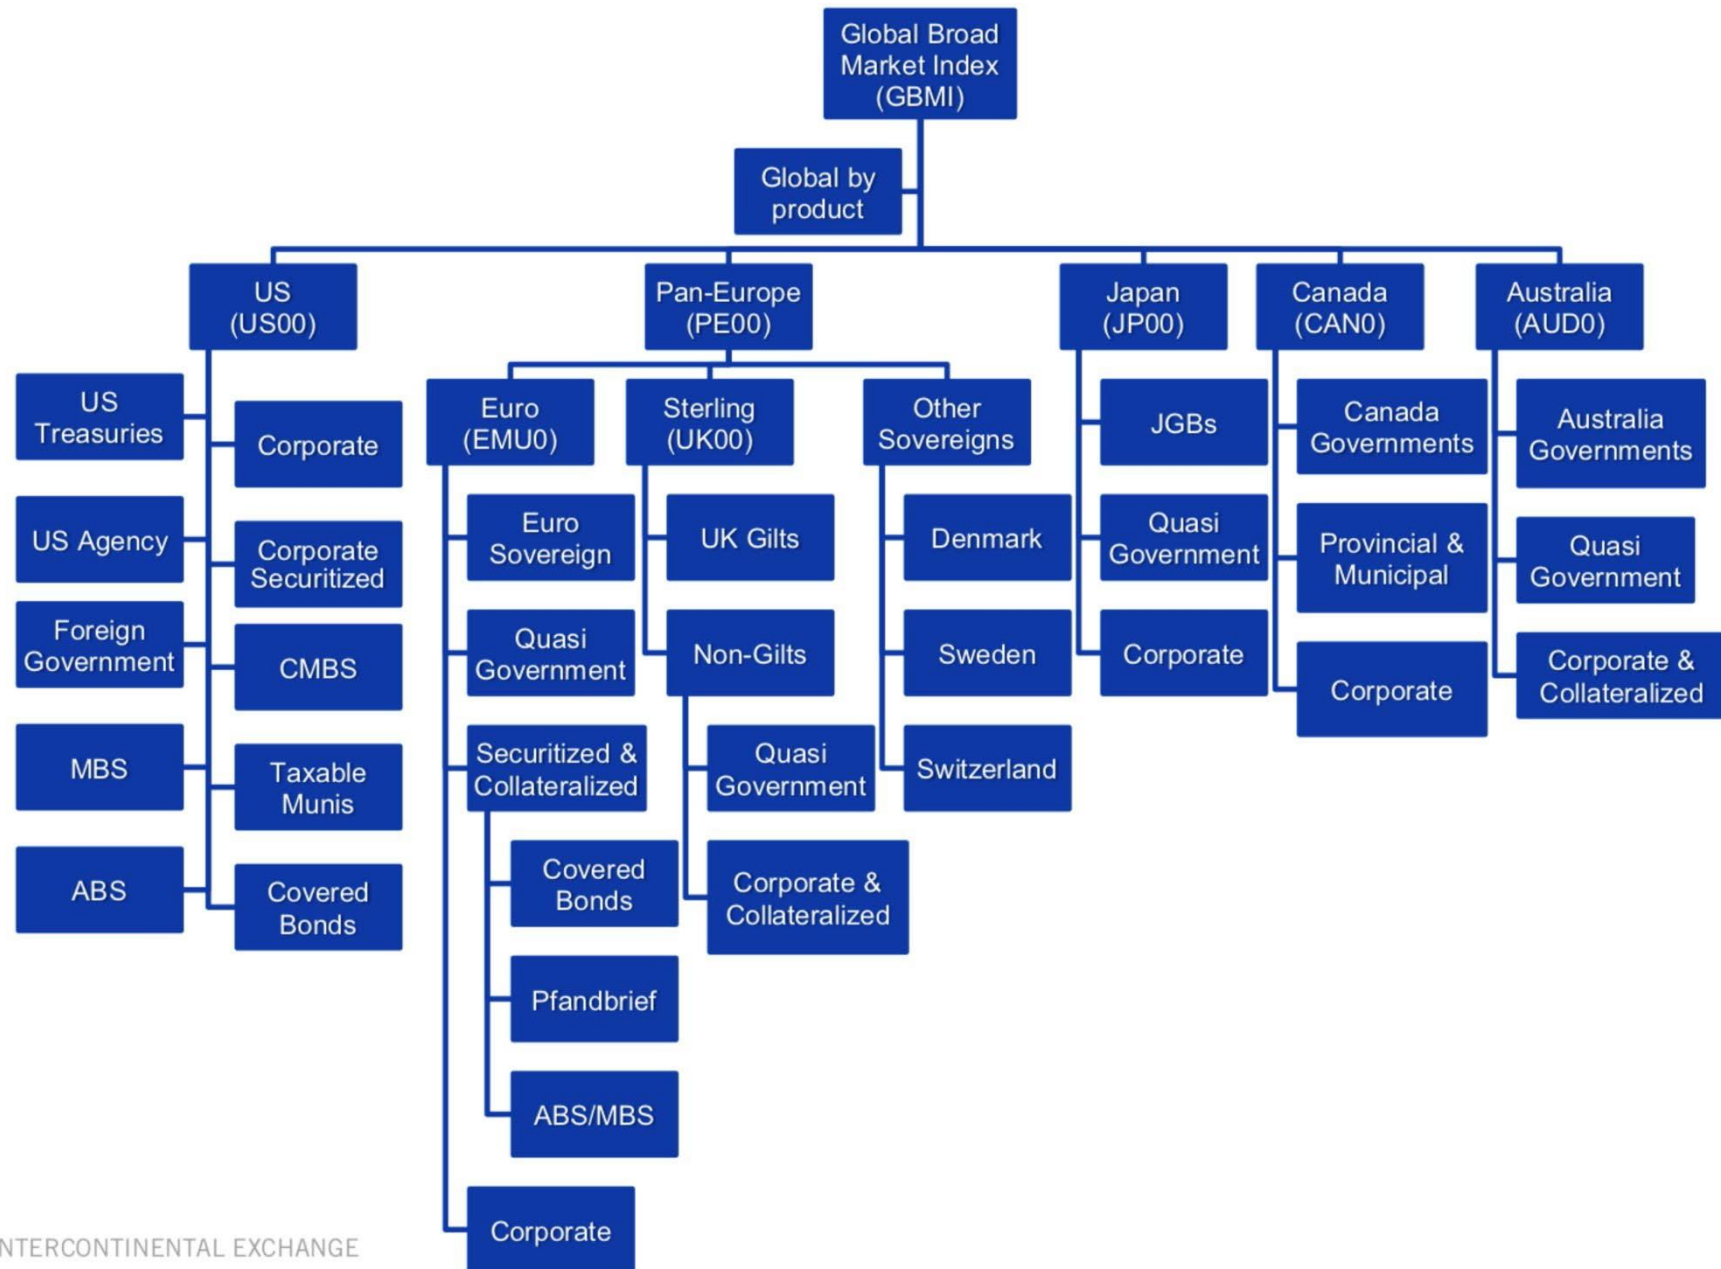 Global Broad
Market Index
(GBMI)
Global by
product
US
(US00)
Pan-Europe
(PE00)
Japan
(JP00)
Canada
(CAN0)
Australia
(AUD0)
US
Treasuries
US Agency
Foreign
Government
MBS
ABS
Corporate
Corporate
Securitized
CMBS
Taxable
Munis
Covered
Bonds
Euro
(EMU0)
Euro
Sovereign
Quasi
Government
Securitized &
Collateralized
Covered
Bonds
Pfandbrief
ABS/MBS
Corporate
Sterling
(UK00)
UK Gilts
Non-Gilts
Quasi
Government
Corporate &
Collateralized
Other
Sovereigns
Denmark
Sweden
Switzerland
JGBs
Quasi
Government
Corporate
Canada
Governments
Provincial &
Municipal
Corporate
Australia
Governments
Quasi
Government
Corporate &
Collateralized
NTERCONTINENTAL EXCHANGE